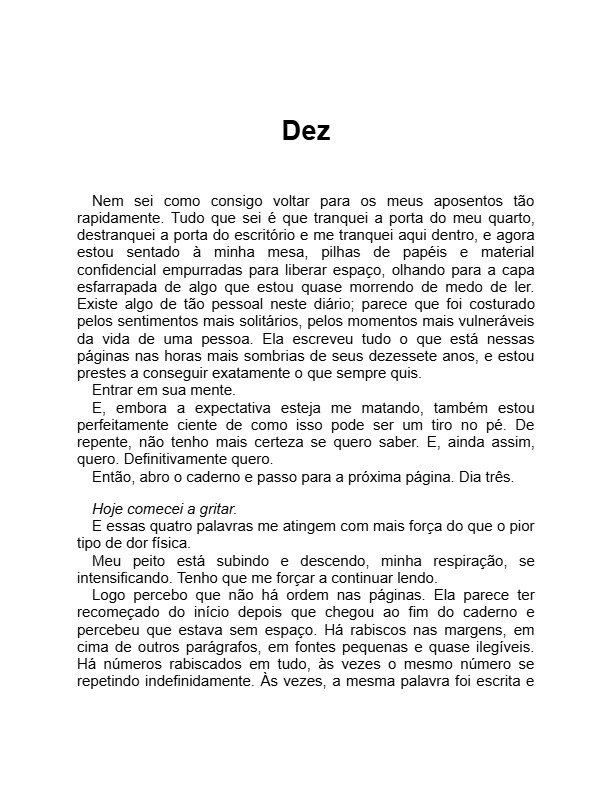 Dez
Nem sei como consigo voltar para os meus aposentos tão
rapidamente. Tudo que sei é que tranquei a porta do meu quarto,
destranquei a porta do escritório e me tranquei aqui dentro, e agora
estou sentado à minha mesa, pilhas de papéis e material
confidencial empurradas para liberar espaço, olhando para a capa
esfarrapada de algo que estou quase morrendo de medo de ler.
Existe algo de tão pessoal neste diário; parece que foi costurado
pelos sentimentos mais solitários, pelos momentos mais vulneráveis
da vida de uma pessoa. Ela escreveu tudo o que está nessas
páginas nas horas mais sombrias de seus dezessete anos, e estou
prestes a conseguir exatamente o que sempre quis.
Entrar em sua mente.
E, embora a expectativa esteja me matando, também estou
perfeitamente ciente de como isso pode ser um tiro no pé. De
repente, não tenho mais certeza se quero saber. E, ainda assim,
quero. Definitivamente quero.
Então, abro o caderno e passo para a próxima página. Dia três.
Hoje comecei a gritar.
E essas quatro palavras me atingem com mais força do que o pior
tipo de dor física.
Meu peito está subindo e descendo, minha respiração, se
intensificando. Tenho que me forçar a continuar lendo.
Logo percebo que não há ordem nas páginas. Ela parece ter
recomeçado do início depois que chegou ao fim do caderno e
percebeu que estava sem espaço. Há rabiscos nas margens, em
cima de outros parágrafos, em fontes pequenas e quase ilegíveis.
Há números rabiscados em tudo, às vezes o mesmo número se
repetindo indefinidamente. Às vezes, a mesma palavra foi escrita e